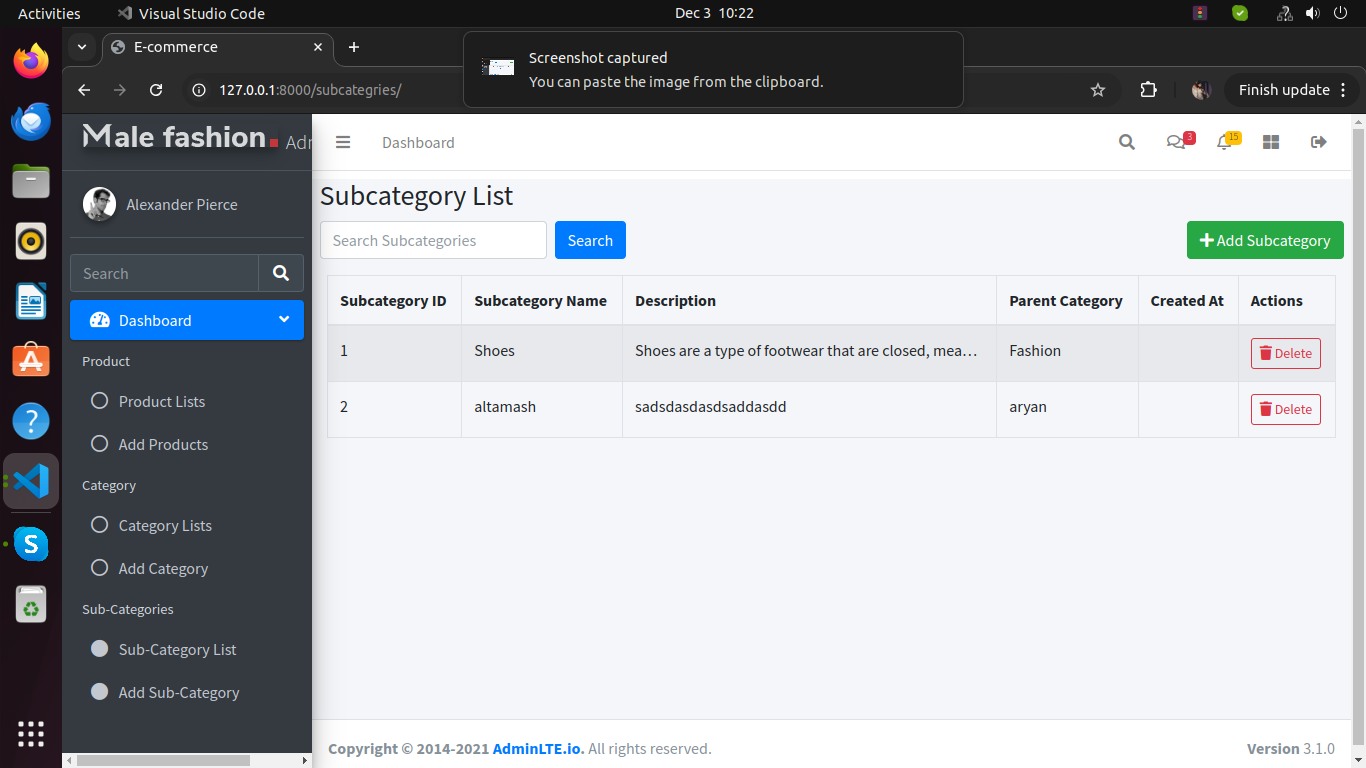 Activities
Visual Studio Code
Dec 3 10:22
E-commerce
Screenshot captured
You can paste the image from the clipboard.
127.0.0.1:8000/subcategries/
Finish update
Male fashion
Dashboard
3
15
Alexander Pierce
Search
Dashboard
Product
Product Lists
Add Products
Category
Category Lists
Add Category
Sub-Categories
Sub-Category List
Add Sub-Category
Subcategory List
Search Subcategories
Search
Add Subcategory
Subcategory ID Subcategory Name Description Parent Category Created At Actions
1 Shoes Shoes are a type of footwear that are closed, mea… Fashion Delete
2 altamash sadsdasdasdsaddasdd aryan Delete
Copyright © 2014-2021 AdminLTE.io. All rights reserved.
Version 3.1.0